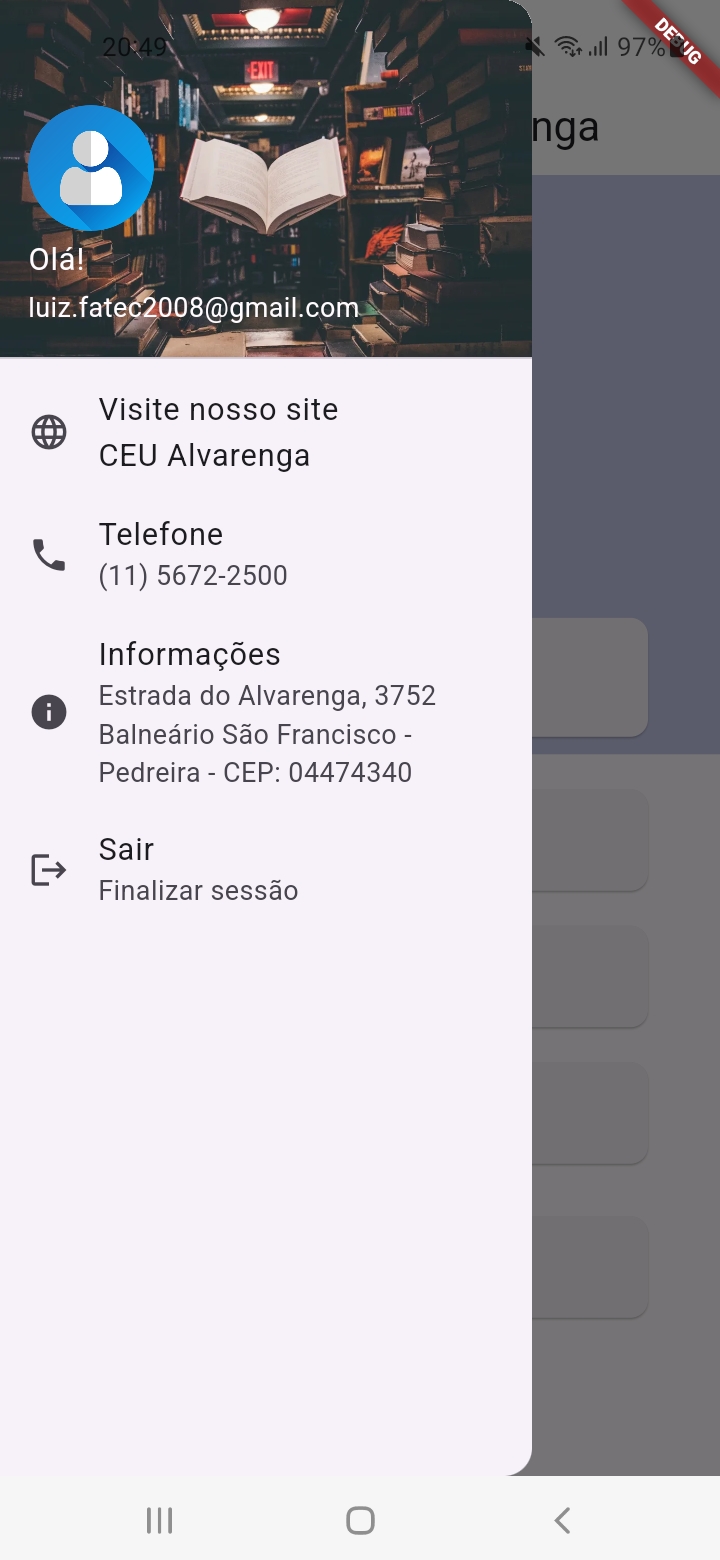 20:49
97%
DEBUG
EXIT
nga
Olá!
luiz.fatec2008@gmail.com
Visite nosso site
CEU Alvarenga
Telefone
(11) 5672-2500
Informações
Estrada do Alvarenga, 3752
Balneário São Francisco -
Pedreira - CEP: 04474340
Sair
Finalizar sessão